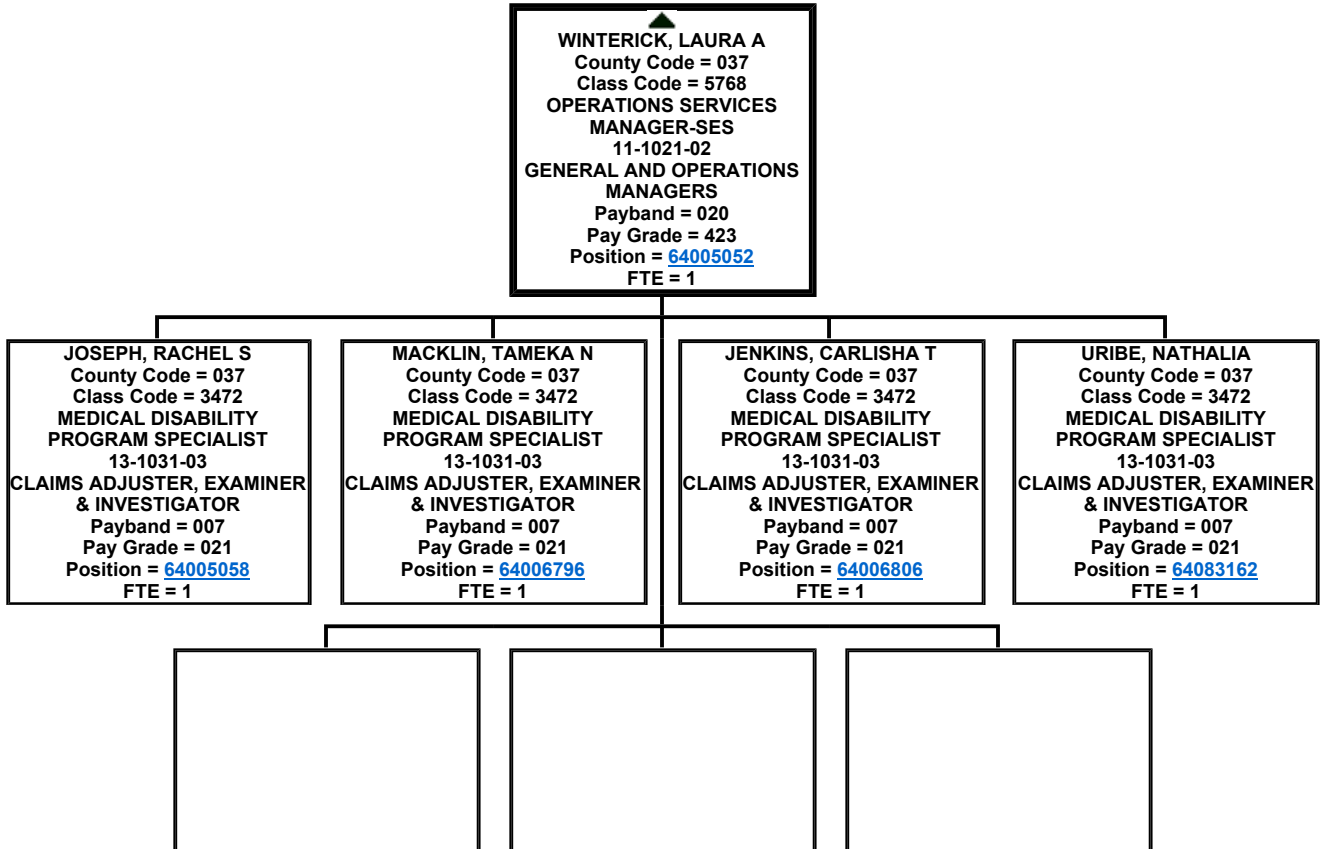 WINTERICK, LAURA A
County Code = 037
Class Code = 5768
OPERATIONS SERVICES
MANAGER-SES
11-1021-02
GENERAL AND OPERATIONS
MANAGERS
Payband = 020
Pay Grade = 423
Position = 64005052
FTE = 1
JOSEPH, RACHEL S
County Code = 037
Class Code = 3472
MEDICAL DISABILITY
PROGRAM SPECIALIST
13-1031-03
CLAIMS ADJUSTER, EXAMINER
& INVESTIGATOR
Payband = 007
Pay Grade = 021
Position = 64005058
FTE = 1
MACKLIN, TAMEKA N
County Code = 037
Class Code = 3472
MEDICAL DISABILITY
PROGRAM SPECIALIST
13-1031-03
CLAIMS ADJUSTER, EXAMINER
& INVESTIGATOR
Payband = 007
Pay Grade = 021
Position = 64006796
FTE = 1
JENKINS, CARLISHA T
County Code = 037
Class Code = 3472
MEDICAL DISABILITY
PROGRAM SPECIALIST
13-1031-03
CLAIMS ADJUSTER, EXAMINER
& INVESTIGATOR
Payband = 007
Pay Grade = 021
Position = 64006806
FTE = 1
URIBE, NATHALIA
County Code = 037
Class Code = 3472
MEDICAL DISABILITY
PROGRAM SPECIALIST
13-1031-03
CLAIMS ADJUSTER, EXAMINER
& INVESTIGATOR
Payband = 007
Pay Grade = 021
Position = 64083162
FTE = 1